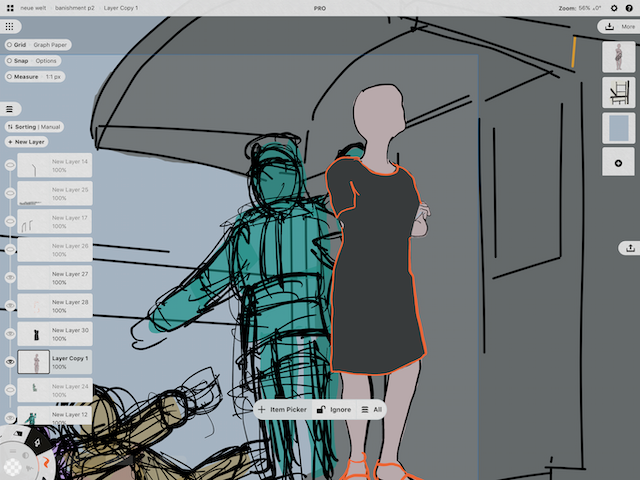 neue welt · banishment p2 · Layer Copy 1
PRO
Zoom: 56% ⊾0°
More
Grid · Graph Paper
Snap · Options
Measure · 1:1 px
Sorting | Manual
+ New Layer
New Layer 14
100%
New Layer 25
100%
New Layer 17
100%
New Layer 26
100%
New Layer 27
100%
New Layer 28
100%
New Layer 30
100%
Layer Copy 1
100%
New Layer 24
100%
New Layer 12
100%
+ Item Picker
Ignore
All